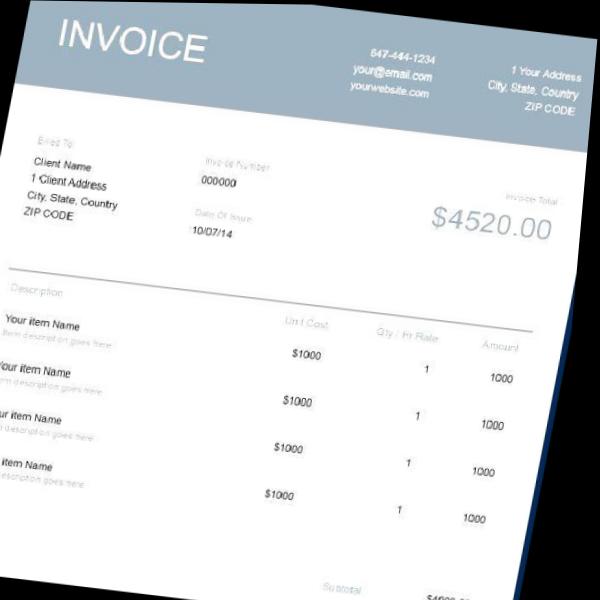 INVOICE
647-444-1234
your@email.com
yourwebsite.com
1 Your Address
City, State, Country
ZIP CODE
Billed To
Client Name
1 Client Address
City, State, Country
ZIP CODE
Invoice Number
000000
Date Of Issue
10/07/14
Invoice Total
$4520.00
Description
Unit Cost
Qty / Hr Rate
Amount
Your Item Name
Item description goes here
$1000
1
1000
Your Item Name
description goes here
$1000
1
1000
Item Name
description goes here
$1000
1
1000
Item Name
description goes here
$1000
1
1000
Subtotal